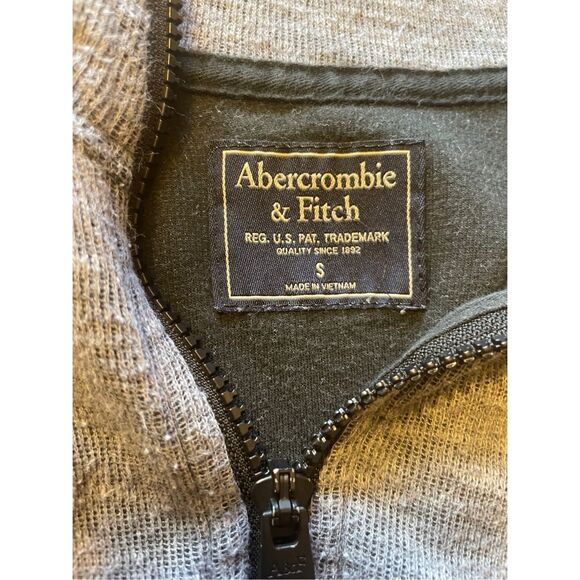 Abercrombie
& Fitch
REG. U.S. PAT. TRADEMARK
QUALITY SINCE 1892
S
MADE IN VIETNAM
A&F